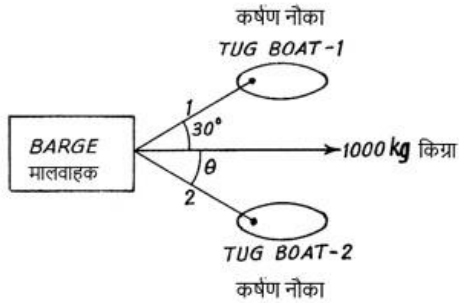 कर्षण नौका
TUG BOAT-1
1
30°
BARGE
मालवाहक
1000 kg किग्रा
θ
2
TUG BOAT-2
कर्षण नौका